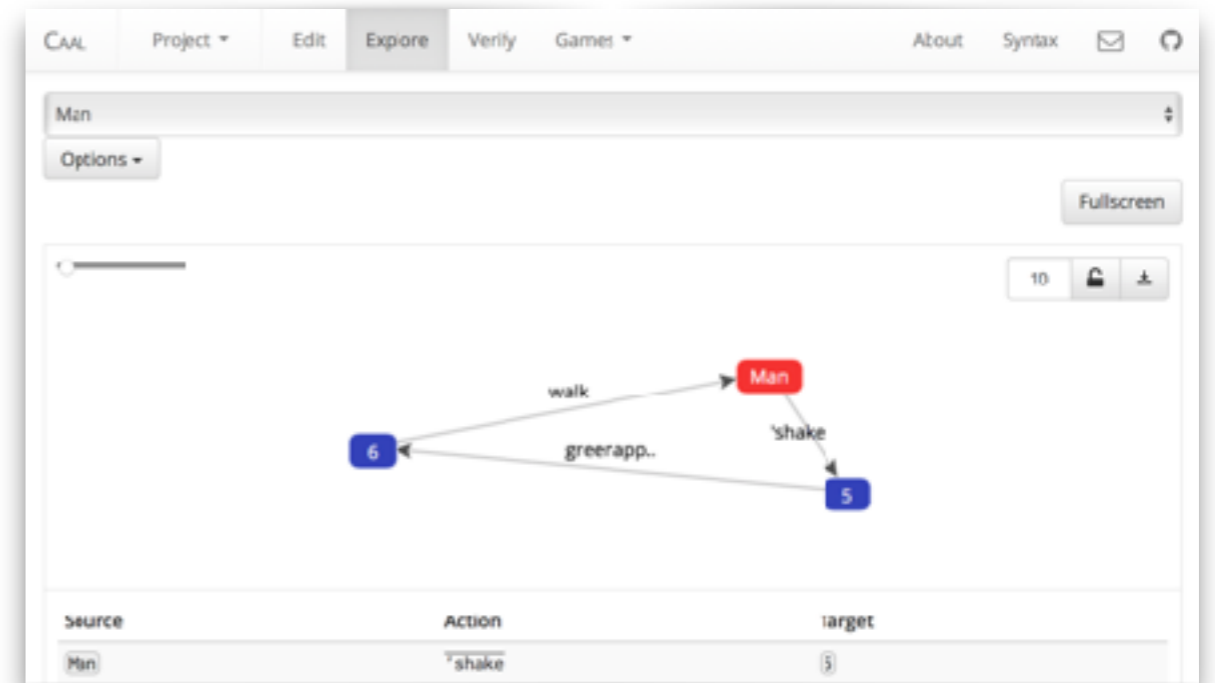 CAAL Project Edit Expore Verify Games About Syntax
Man
Options
Fullscreen
10
Man
walk
'shake
6
greerapp..
5
Source Action Target
Man 'shake 5